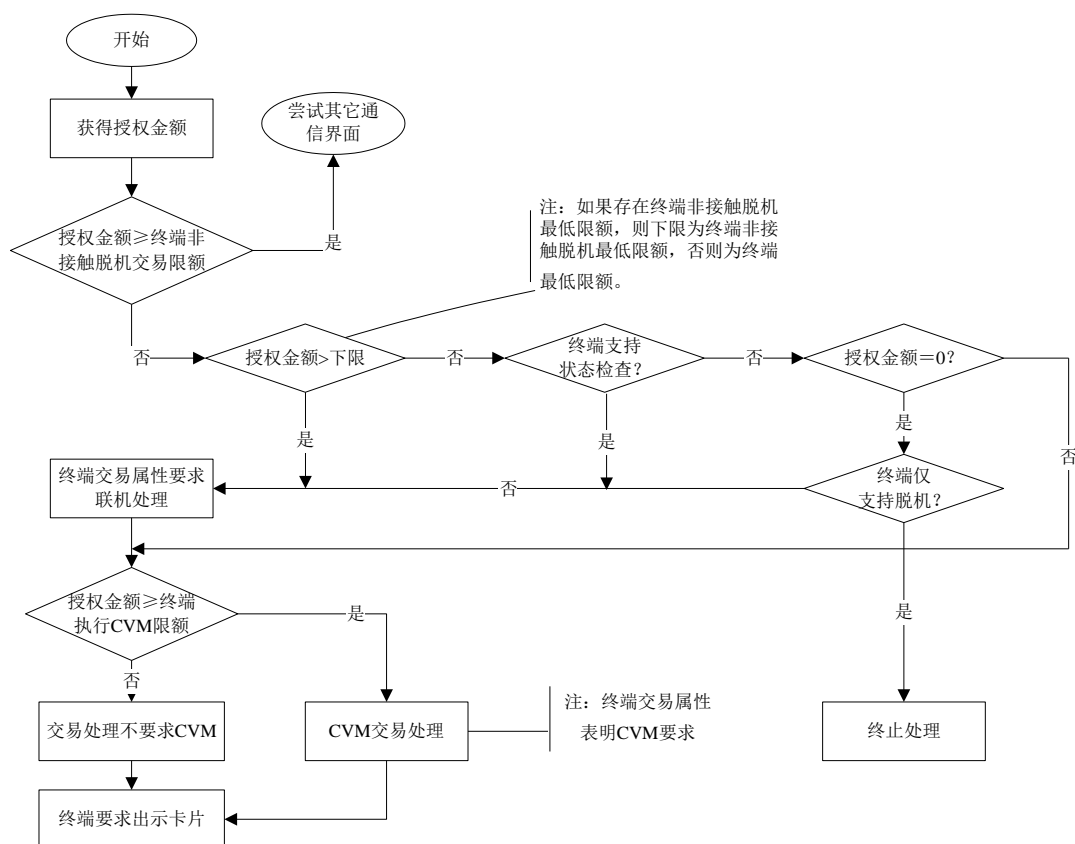 开始
获得授权金额
尝试其它通
信界面
授权金额≥终端非
接触脱机交易限额
是
注：如果存在终端非接触脱机
最低限额，则下限为终端非接
触脱机最低限额，否则为终端
最低限额。
否
授权金额>下限
否
终端支持
状态检查？
否
授权金额＝0？
是
是
是
否
终端交易属性要求
联机处理
否
终端仅
支持脱机？
授权金额≥终端
执行CVM限额
是
是
否
交易处理不要求CVM
CVM交易处理
注：终端交易属性
表明CVM要求
终止处理
终端要求出示卡片